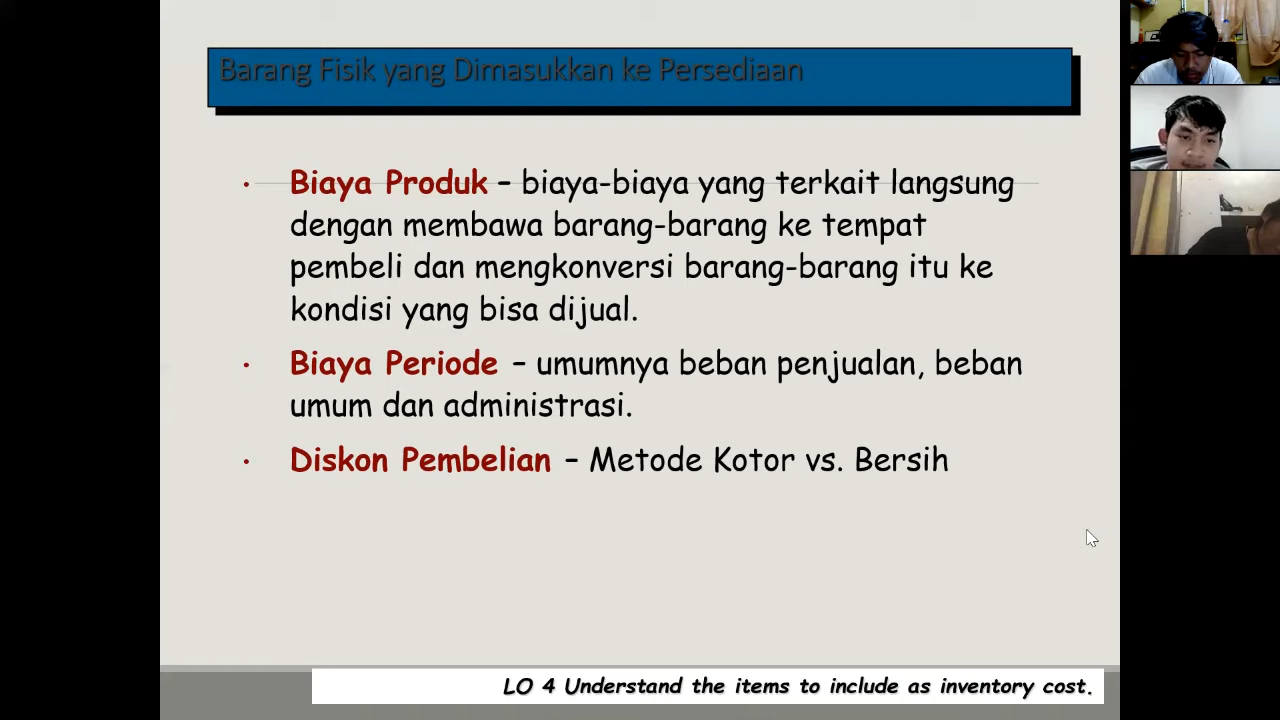 Barang Fisik yang Dimasukkan ke Persediaan
• Biaya Produk – biaya-biaya yang terkait langsung
dengan membawa barang-barang ke tempat
pembeli dan mengkonversi barang-barang itu ke
kondisi yang bisa dijual.
• Biaya Periode – umumnya beban penjualan, beban
umum dan administrasi.
• Diskon Pembelian – Metode Kotor vs. Bersih
LO 4 Understand the items to include as inventory cost.